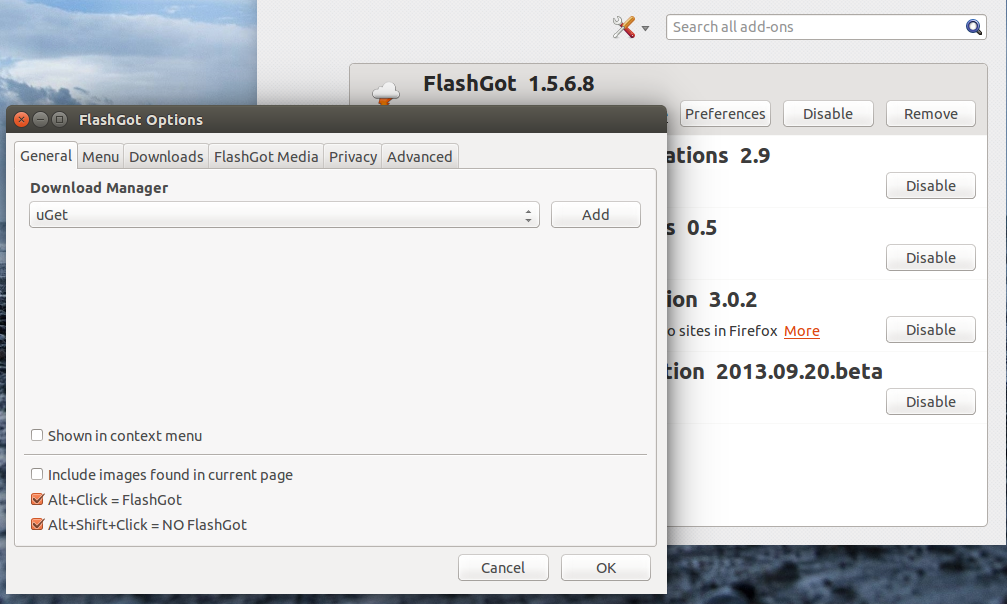 Search all add-ons
FlashGot 1.5.6.8
Preferences
Disable
Remove
FlashGot Options
General
Menu
Downloads
FlashGot Media
Privacy
Advanced
Download Manager
uGet
Add
Shown in context menu
Include images found in current page
Alt+Click = FlashGot
Alt+Shift+Click = NO FlashGot
Cancel
OK
ations 2.9
Disable
s 0.5
Disable
ion 3.0.2
o sites in Firefox More
Disable
tion 2013.09.20.beta
Disable